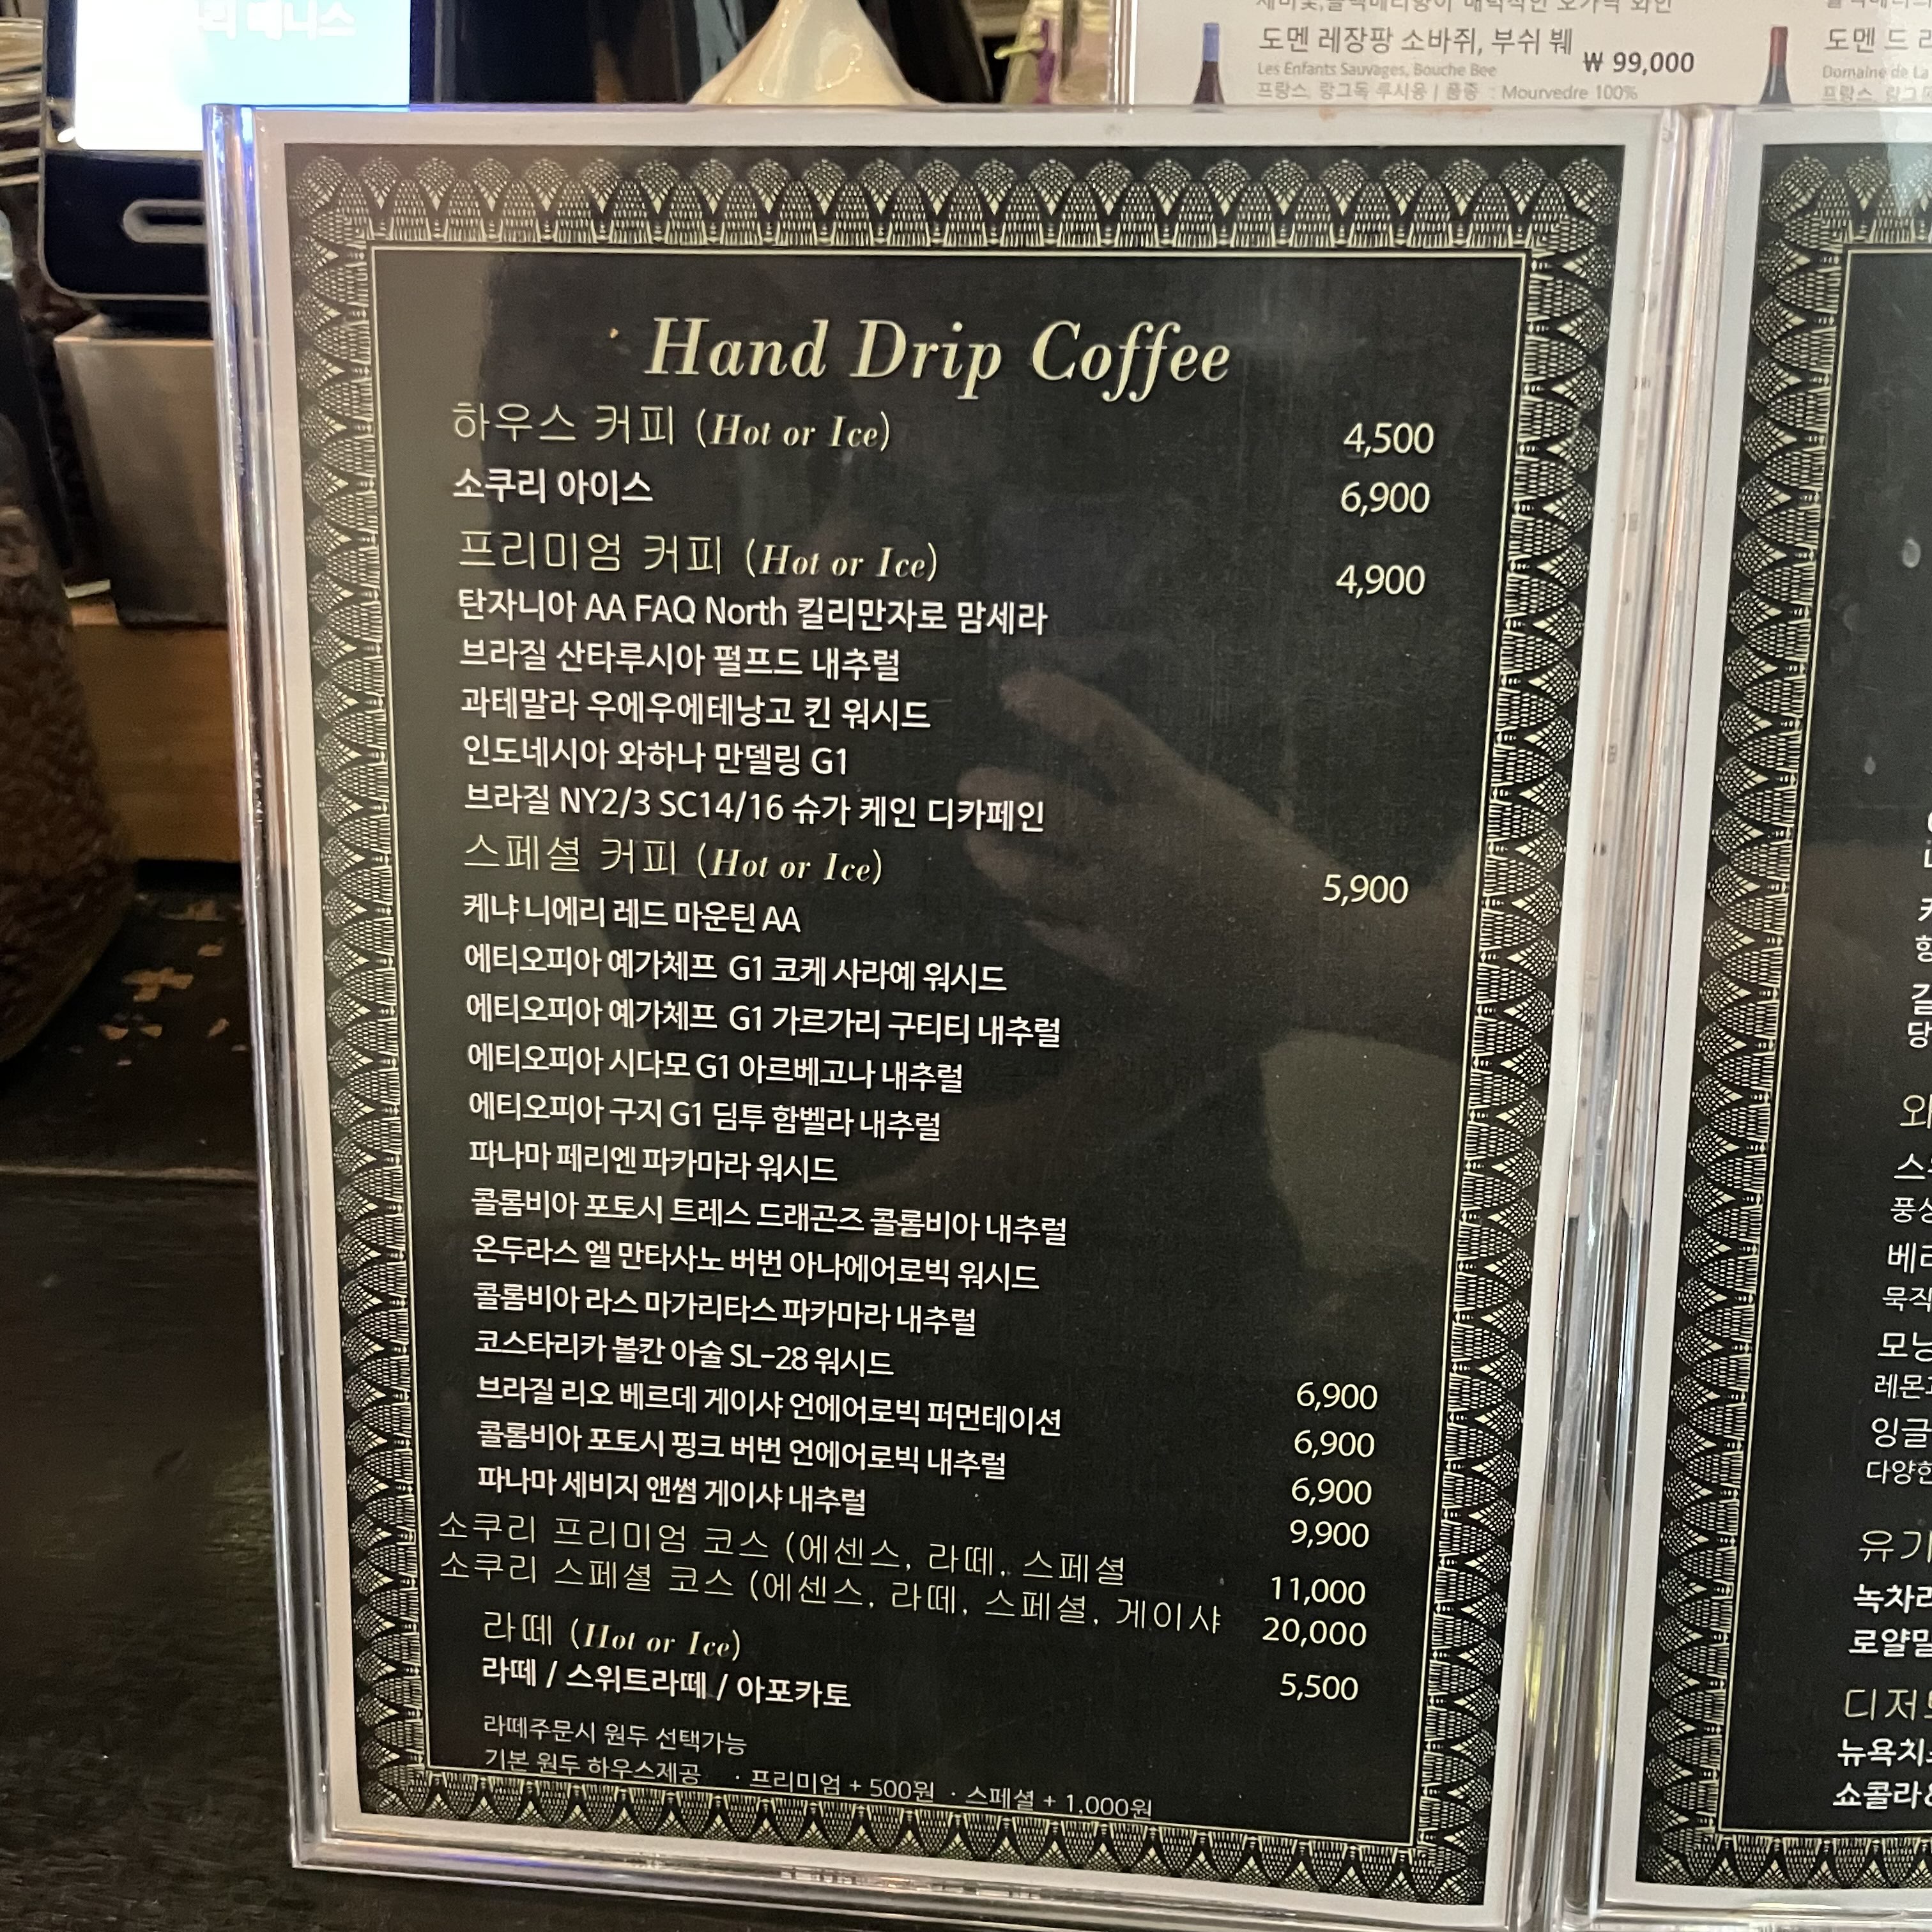 도멘 레장팡 소바쥐, 부쉬 붸
₩ 99,000
Les Enfants Sauvages, Bouche Bee
프랑스, 랑그독 루시옹 | 품종 : Mourvedre 100%
도멘 드
Domaine de La
Hand Drip Coffee
하우스 커피 (Hot or Ice) 4,500
소쿠리 아이스 6,900
프리미엄 커피 (Hot or Ice) 4,900
탄자니아 AA FAQ North 킬리만자로 맘세라
브라질 산타루시아 펄프드 내추럴
과테말라 우에우에테낭고 킨 워시드
인도네시아 와하나 만델링 G1
브라질 NY2/3 SC14/16 슈가 케인 디카페인
스페셜 커피 (Hot or Ice) 5,900
케냐 니에리 레드 마운틴 AA
에티오피아 예가체프 G1 코케 사라예 워시드
에티오피아 예가체프 G1 가르가리 구티티 내추럴
에티오피아 시다모 G1 아르베고나 내추럴
에티오피아 구지 G1 딤투 함벨라 내추럴
파나마 페리엔 파카마라 워시드
콜롬비아 포토시 트레스 드래곤즈 콜롬비아 내추럴
온두라스 엘 만타사노 버번 아나에어로빅 워시드
콜롬비아 라스 마가리타스 파카마라 내추럴
코스타리카 볼칸 아술 SL-28 워시드 6,900
브라질 리오 베르데 게이샤 언에어로빅 퍼먼테이션 6,900
콜롬비아 포토시 핑크 버번 언에어로빅 내추럴 6,900
파나마 세비지 앤썸 게이샤 내추럴 9,900
소쿠리 프리미엄 코스 (에센스, 라떼, 스페셜 11,000
소쿠리 스페셜 코스 (에센스, 라떼, 스페셜, 게이샤 20,000
라떼 (Hot or Ice)
라떼 / 스위트라떼 / 아포카토 5,500
라떼주문시 원두 선택가능
기본 원두 하우스제공 · 프리미엄 + 500원 · 스페셜 + 1,000원